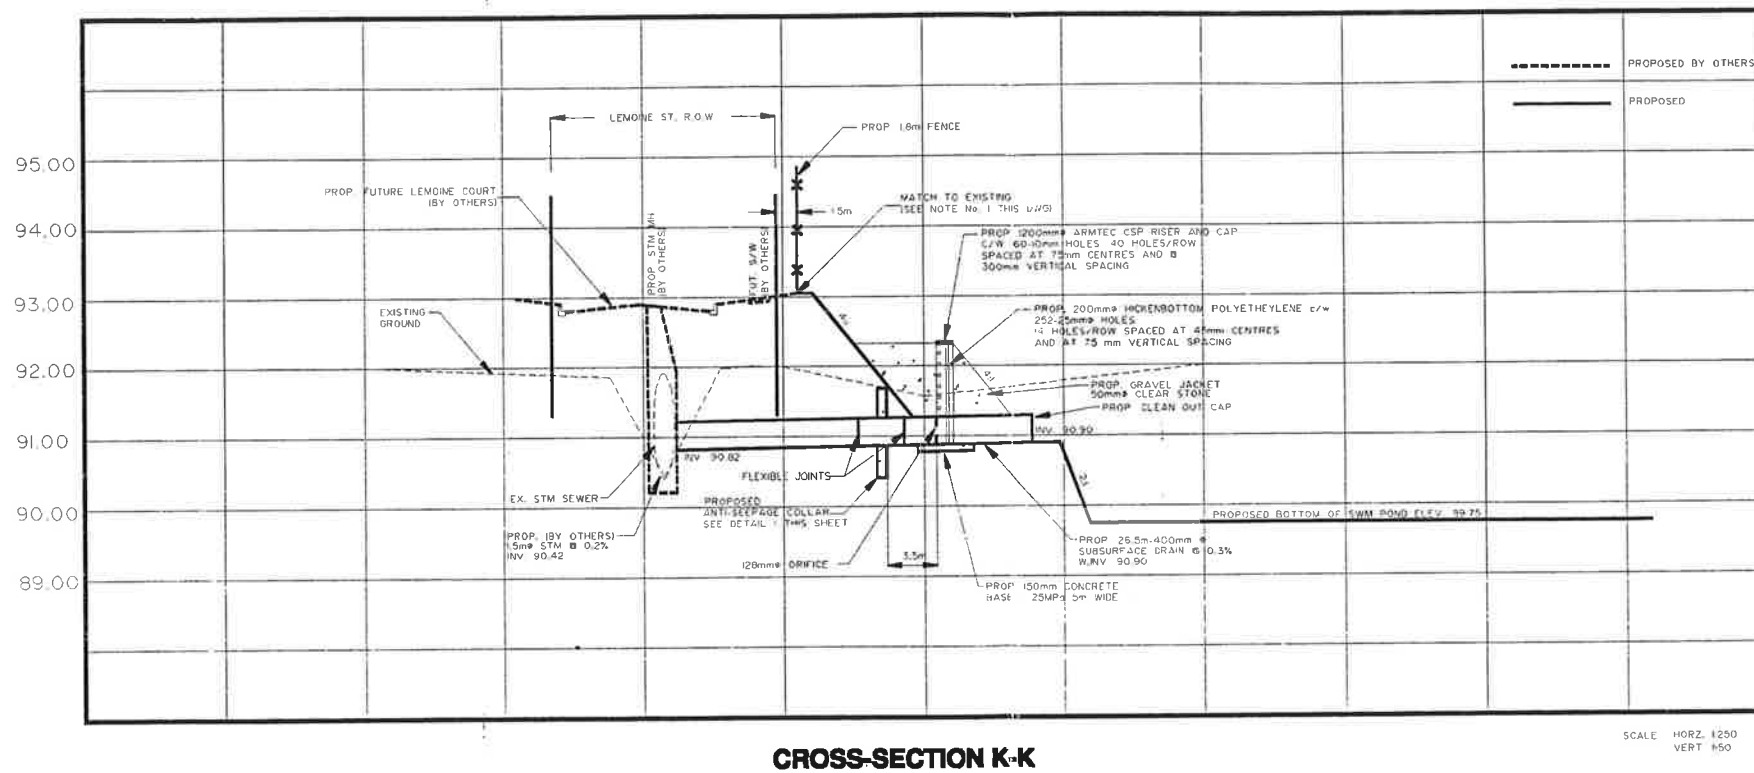 PROPOSED BY OTHERS
PROPOSED
LEMOINE ST. R.O.W
PROP 1.8m FENCE
95.00
PROP. FUTURE LEMOINE COURT
(BY OTHERS)
MATCH TO EXISTING
(SEE NOTE No. 1 THIS DWG)
1.5m
94.00
PROP STM MH
(BY OTHERS)
FUT. S/W
(BY OTHERS)
PROP 1200mmø ARMTEC CSP RISER AND CAP
C/W 60-10mm HOLES 40 HOLES/ROW
SPACED AT 75mm CENTRES AND @
300mm VERTICAL SPACING
93.00
EXISTING
GROUND
4:1
PROP. 200mmø HICKENBOTTOM POLYETHEYLENE c/w
252-25mmø HOLES
14 HOLES/ROW SPACED AT 45mm CENTRES
AND AT 75 mm VERTICAL SPACING
92.00
4:1
PROP. GRAVEL JACKET
50mmø CLEAR STONE
PROP CLEAN OUT CAP
91.00
INV 90.90
INV 90.82
FLEXIBLE JOINTS
2:1
EX. STM SEWER
PROPOSED
ANTI-SEEPAGE COLLAR
SEE DETAIL 1 THIS SHEET
90.00
PROPOSED BOTTOM OF SWM POND ELEV. 89.75
PROP. (BY OTHERS)
1.5mø STM @ 0.2%
INV 90.42
3.5m
PROP 26.5m-400mm ø
SUBSURFACE DRAIN @ 0.3%
W.INV 90.90
128mmø ORIFICE
89.00
PROP 150mm CONCRETE
BASE 25MPa 5m WIDE
SCALE HORZ. 1:250
VERT 1:50
CROSS-SECTION K-K